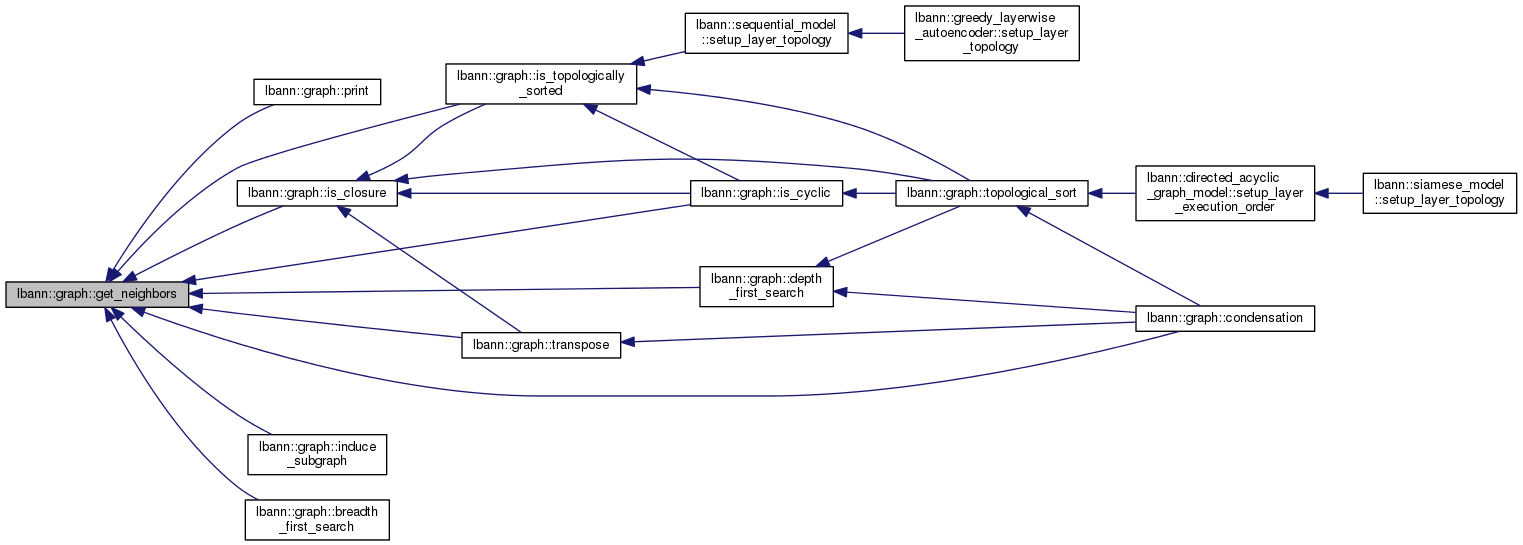 lbann::graph::get_neighbors
lbann::graph::print
lbann::graph::is_topologically
_sorted
lbann::graph::is_closure
lbann::graph::transpose
lbann::graph::induce
_subgraph
lbann::graph::breadth
_first_search
lbann::sequential_model
::setup_layer_topology
lbann::graph::is_cyclic
lbann::graph::depth
_first_search
lbann::greedy_layerwise
_autoencoder::setup_layer
_topology
lbann::graph::topological_sort
lbann::directed_acyclic
_graph_model::setup_layer
_execution_order
lbann::graph::condensation
lbann::siamese_model
::setup_layer_topology